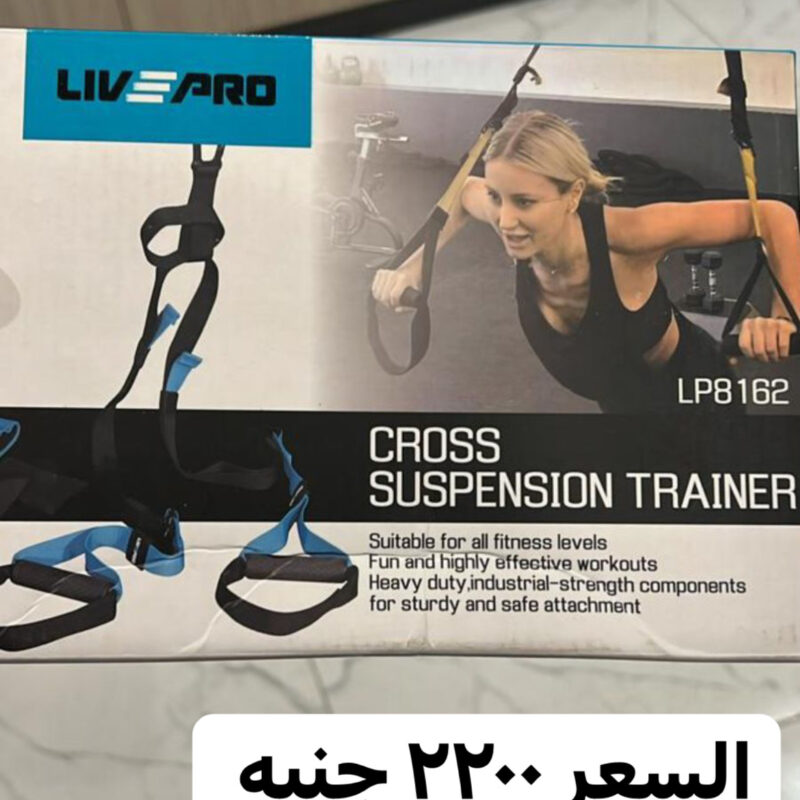 LIVEPRO
LP8162
CROSS
SUSPENSION TRAINER
Suitable for all fitness levels
Fun and highly effective workouts
Heavy duty,industrial-strength components
for sturdy and safe attachment
السعر ٢٢٠٠ جنيه